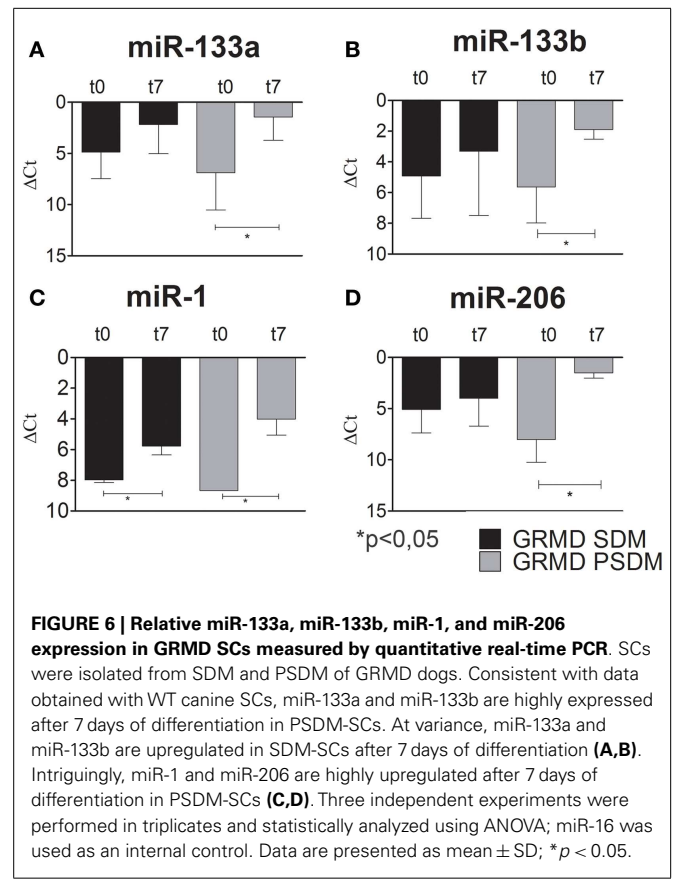 A miR-133a
t0 t7 t0 t7
0
5
10
15
ΔCt
*
B miR-133b
t0 t7 t0 t7
0
2
4
6
8
10
ΔCt
*
C miR-1
t0 t7 t0 t7
0
2
4
6
8
10
ΔCt
* *
D miR-206
t0 t7 t0 t7
0
5
10
15
ΔCt
*
*p<0,05
GRMD SDM
GRMD PSDM
FIGURE 6 | Relative miR-133a, miR-133b, miR-1, and miR-206
expression in GRMD SCs measured by quantitative real-time PCR. SCs
were isolated from SDM and PSDM of GRMD dogs. Consistent with data
obtained with WT canine SCs, miR-133a and miR-133b are highly expressed
after 7 days of differentiation in PSDM-SCs. At variance, miR-133a and
miR-133b are upregulated in SDM-SCs after 7 days of differentiation (A,B).
Intriguingly, miR-1 and miR-206 are highly upregulated after 7 days of
differentiation in PSDM-SCs (C,D). Three independent experiments were
performed in triplicates and statistically analyzed using ANOVA; miR-16 was
used as an internal control. Data are presented as mean ± SD; *p < 0.05.